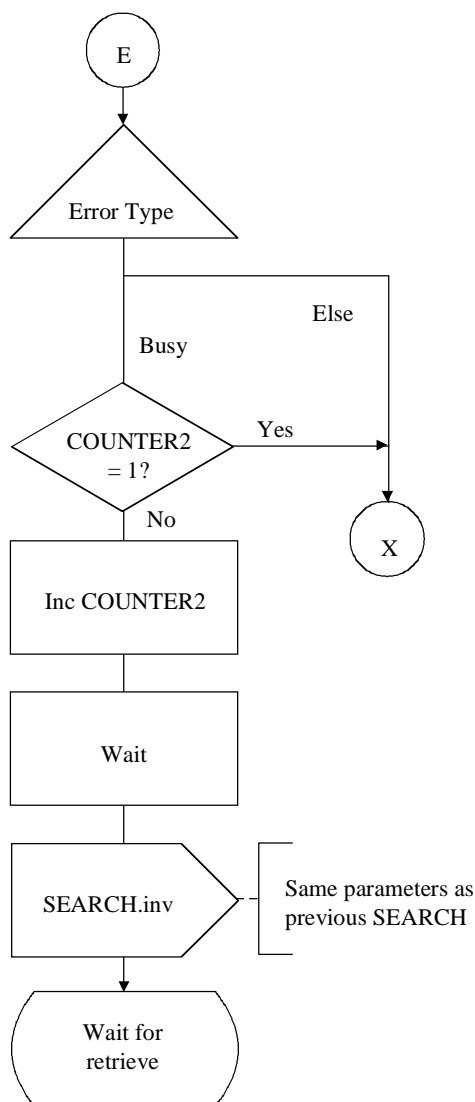 E
Error Type
Else
Busy
COUNTER2
= 1?
Yes
No
X
Inc COUNTER2
Wait
SEARCH.inv
Same parameters as
previous SEARCH
Wait for
retrieve